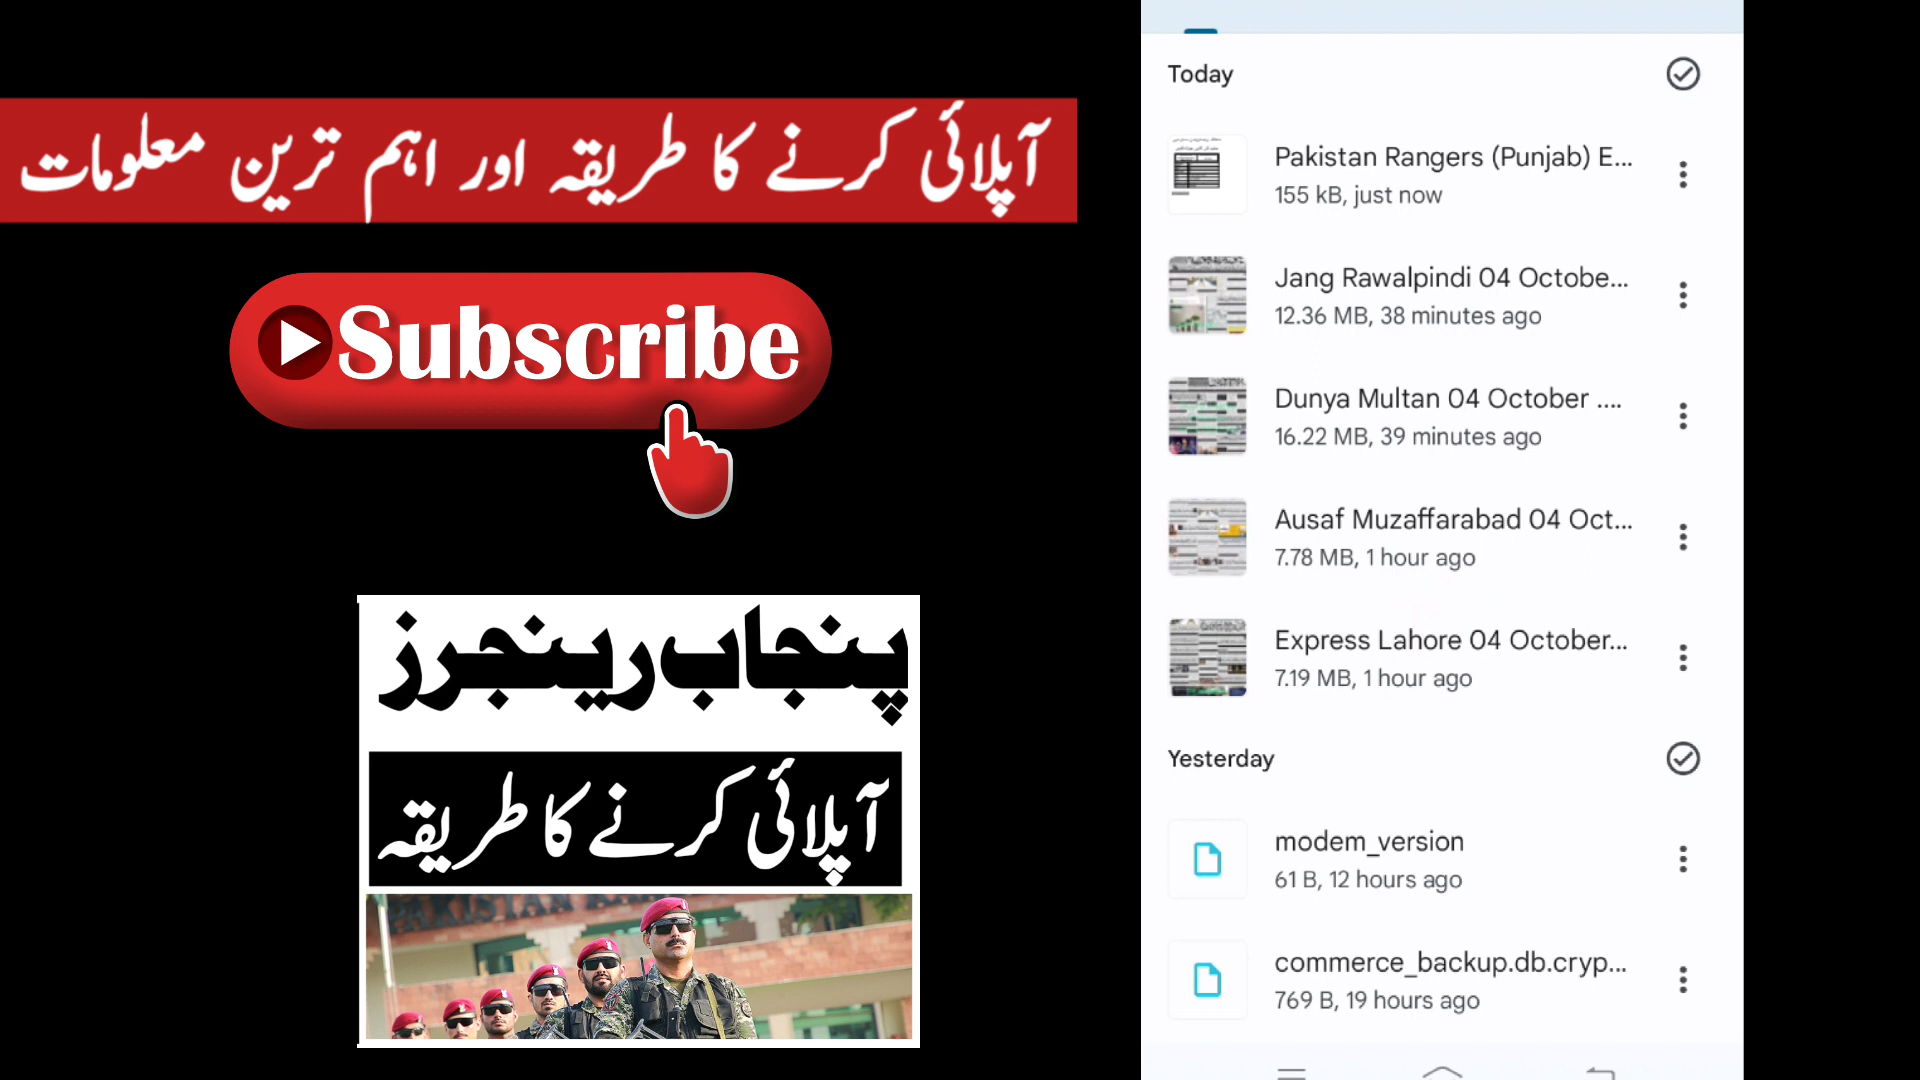 آپلائی کرنے کا طریقہ اور اہم ترین معلومات
Subscribe
پنجاب رینجرز
آپلائی کرنے کا طریقہ
PAKISTAN
Today
Pakistan Rangers (Punjab) E...
155 kB, just now
Jang Rawalpindi 04 Octobe...
12.36 MB, 38 minutes ago
Dunya Multan 04 October ....
16.22 MB, 39 minutes ago
Ausaf Muzaffarabad 04 Oct...
7.78 MB, 1 hour ago
Express Lahore 04 October...
7.19 MB, 1 hour ago
Yesterday
modem_version
61 B, 12 hours ago
commerce_backup.db.cryp...
769 B, 19 hours ago